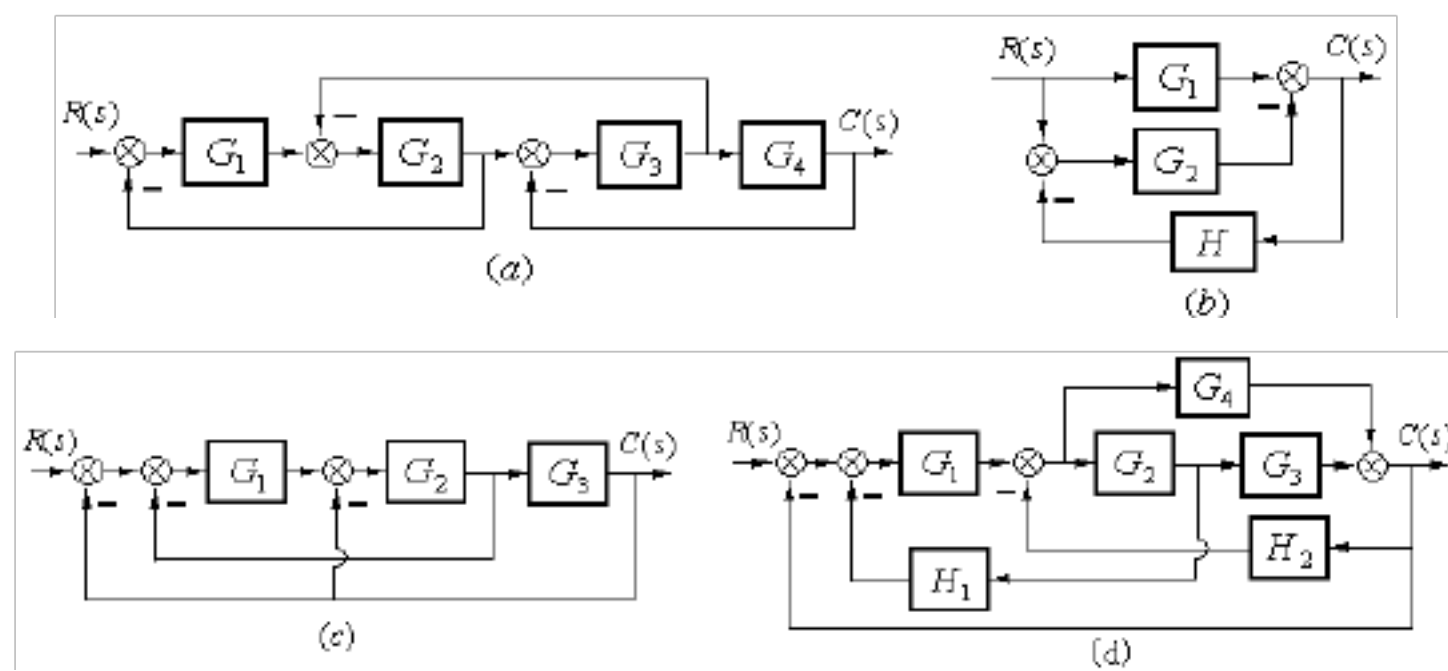 R(s) G₁ G₂ G₃ G₄ C(s)
− − −
(a)
R(s) G₁ C(s)
−
G₂
−
H
(b)
R(s) G₁ G₂ G₃ C(s)
− − −
(c)
G₄
R(s) G₁ G₂ G₃ C(s)
− − −
H₂
H₁
(d)